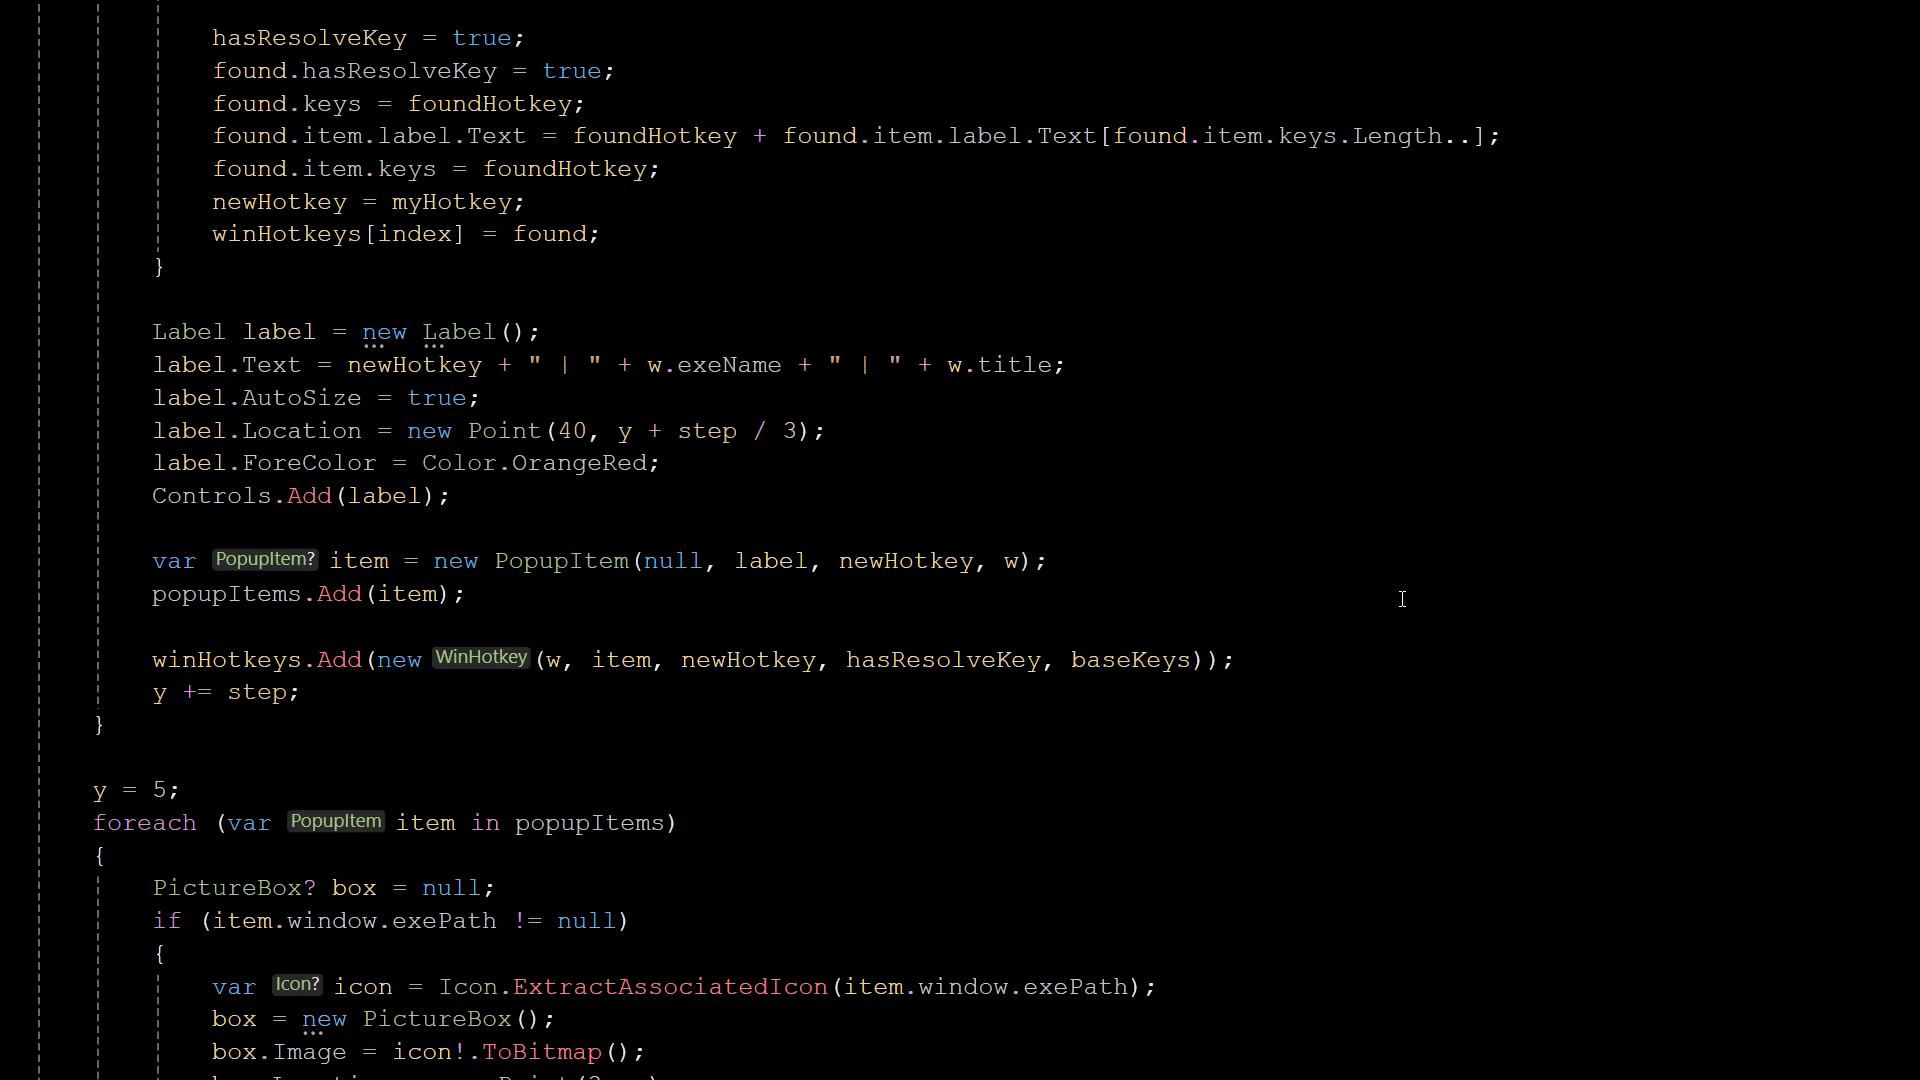 hasResolveKey = true;
found.hasResolveKey = true;
found.keys = foundHotkey;
found.item.label.Text = foundHotkey + found.item.label.Text[found.item.keys.Length..];
found.item.keys = foundHotkey;
newHotkey = myHotkey;
winHotkeys[index] = found;
}
Label label = new Label();
label.Text = newHotkey + " | " + w.exeName + " | " + w.title;
label.AutoSize = true;
label.Location = new Point(40, y + step / 3);
label.ForeColor = Color.OrangeRed;
Controls.Add(label);
var PopupItem? item = new PopupItem(null, label, newHotkey, w);
popupItems.Add(item);
winHotkeys.Add(new WinHotkey (w, item, newHotkey, hasResolveKey, baseKeys));
y += step;
}
y = 5;
foreach (var PopupItem item in popupItems)
{
PictureBox? box = null;
if (item.window.exePath != null)
{
var Icon? icon = Icon.ExtractAssociatedIcon(item.window.exePath);
box = new PictureBox();
box.Image = icon!.ToBitmap();